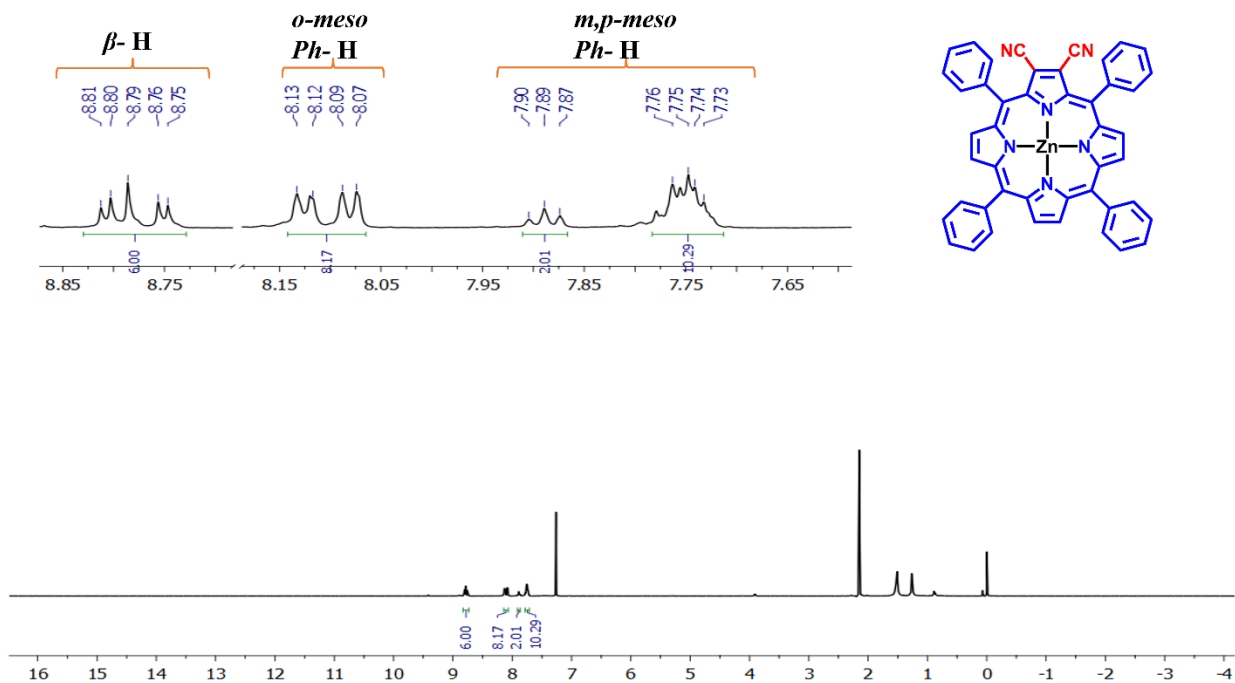 β- H
o-meso
Ph- H
m,p-meso
Ph- H
8.81
8.80
8.79
8.76
8.75
8.13
8.12
8.09
8.07
7.90
7.89
7.87
7.76
7.75
7.74
7.73
6.00
8.17
2.01
10.29
8.85 8.75 8.15 8.05 7.95 7.85 7.75 7.65
NC CN
N
N Zn N
N
6.00
8.17
2.01
10.29
16 15 14 13 12 11 10 9 8 7 6 5 4 3 2 1 0 -1 -2 -3 -4